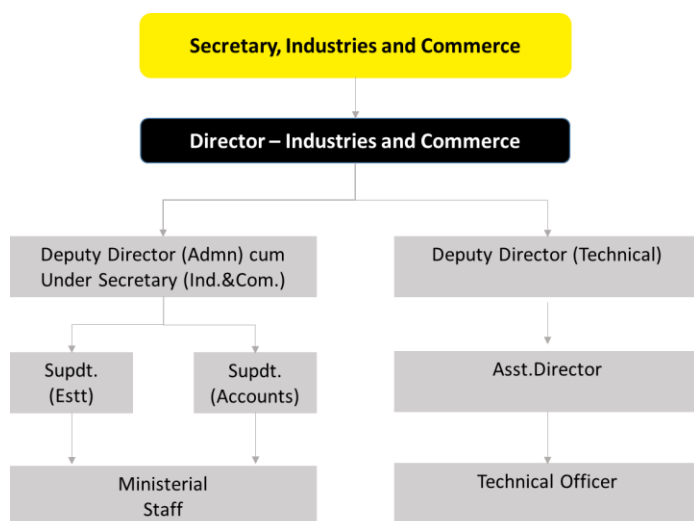 Secretary, Industries and Commerce
Director – Industries and Commerce
Deputy Director (Admn) cum
Under Secretary (Ind.&Com.)
Deputy Director (Technical)
Supdt.
(Estt)
Supdt.
(Accounts)
Asst.Director
Ministerial
Staff
Technical Officer